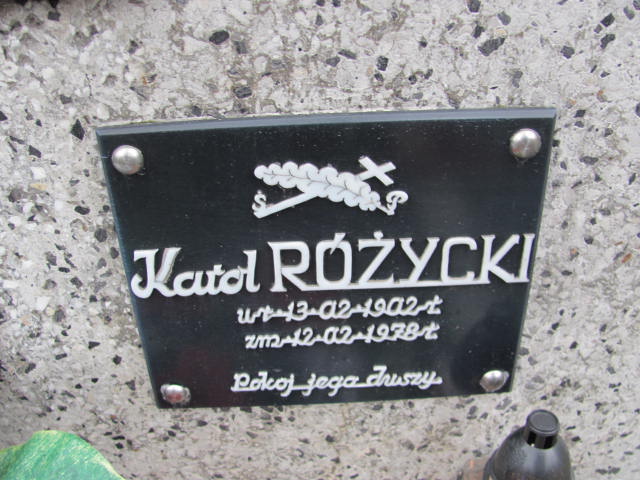 Ś P
Karol RÓŻYCKI
ur. 13-02-1902 r.
zm. 12-02-1978 r.
Pokój jego duszy